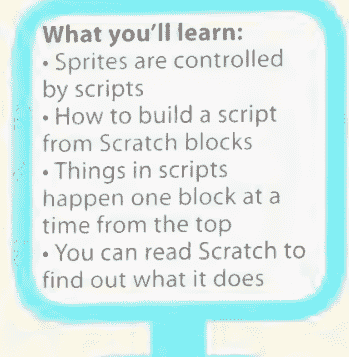 What you'll learn:
• Sprites are controlled
by scripts
• How to build a script
from Scratch blocks
• Things in scripts
happen one block at a
time from the top
• You can read Scratch to
find out what it does